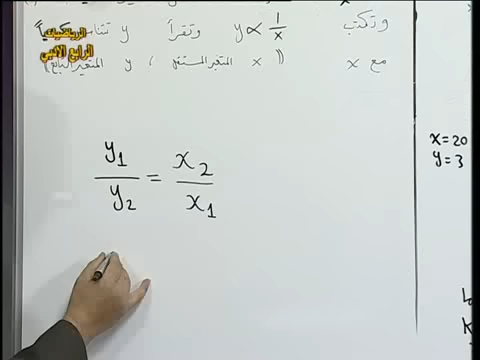 وتكتب y ∝ 1/x وتقرأ y تتناسب
مع x (( x المتغير المستقل ، y المتغير التابع )
الرياضيات
الرابع الادبي
y₁/y₂ = x₂/x₁
x = 20
y = 3